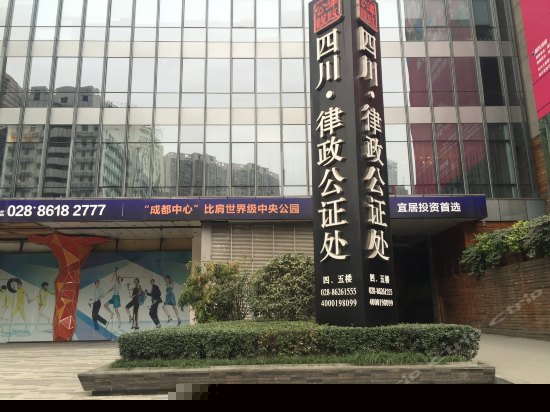 四川·律政公证处
四、五楼
028-86261555
4000198099
四川·律政公证处
四、五楼
028-86261555
4000198099
028-8618 2777
“成都中心”比肩世界级中央公园
宜居投资首选